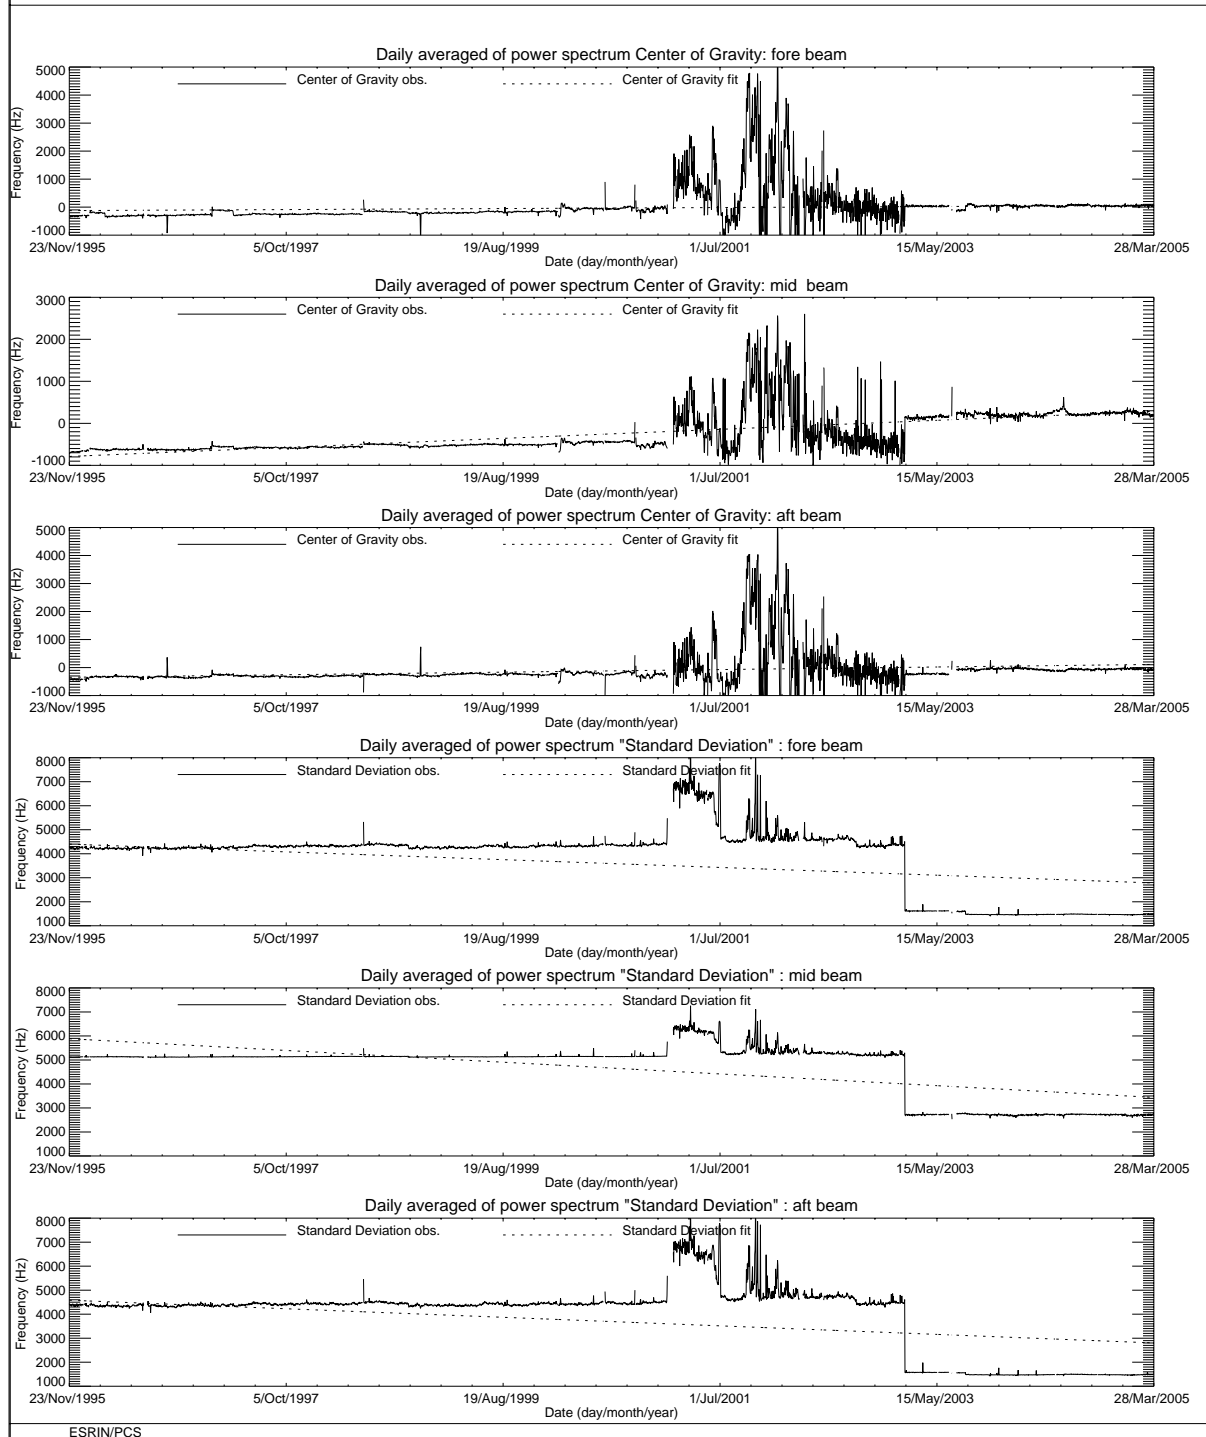 Daily averaged of power spectrum Center of Gravity: fore beam
Center of Gravity obs.
Center of Gravity fit
5000
4000
3000
2000
1000
0
-1000
Frequency (Hz)
23/Nov/1995
5/Oct/1997
19/Aug/1999
1/Jul/2001
15/May/2003
28/Mar/2005
Date (day/month/year)
Daily averaged of power spectrum Center of Gravity: mid  beam
Center of Gravity obs.
Center of Gravity fit
3000
2000
1000
0
-1000
Frequency (Hz)
23/Nov/1995
5/Oct/1997
19/Aug/1999
1/Jul/2001
15/May/2003
28/Mar/2005
Date (day/month/year)
Daily averaged of power spectrum Center of Gravity: aft beam
Center of Gravity obs.
Center of Gravity fit
5000
4000
3000
2000
1000
0
-1000
Frequency (Hz)
23/Nov/1995
5/Oct/1997
19/Aug/1999
1/Jul/2001
15/May/2003
28/Mar/2005
Date (day/month/year)
Daily averaged of power spectrum "Standard Deviation" : fore beam
Standard Deviation obs.
Standard Deviation fit
8000
7000
6000
5000
4000
3000
2000
1000
Frequency (Hz)
23/Nov/1995
5/Oct/1997
19/Aug/1999
1/Jul/2001
15/May/2003
28/Mar/2005
Date (day/month/year)
Daily averaged of power spectrum "Standard Deviation" : mid beam
Standard Deviation obs.
Standard Deviation fit
8000
7000
6000
5000
4000
3000
2000
1000
Frequency (Hz)
23/Nov/1995
5/Oct/1997
19/Aug/1999
1/Jul/2001
15/May/2003
28/Mar/2005
Date (day/month/year)
Daily averaged of power spectrum "Standard Deviation" : aft beam
Standard Deviation obs.
Standard Deviation fit
8000
7000
6000
5000
4000
3000
2000
1000
Frequency (Hz)
23/Nov/1995
5/Oct/1997
19/Aug/1999
1/Jul/2001
15/May/2003
28/Mar/2005
Date (day/month/year)
ESRIN/PCS